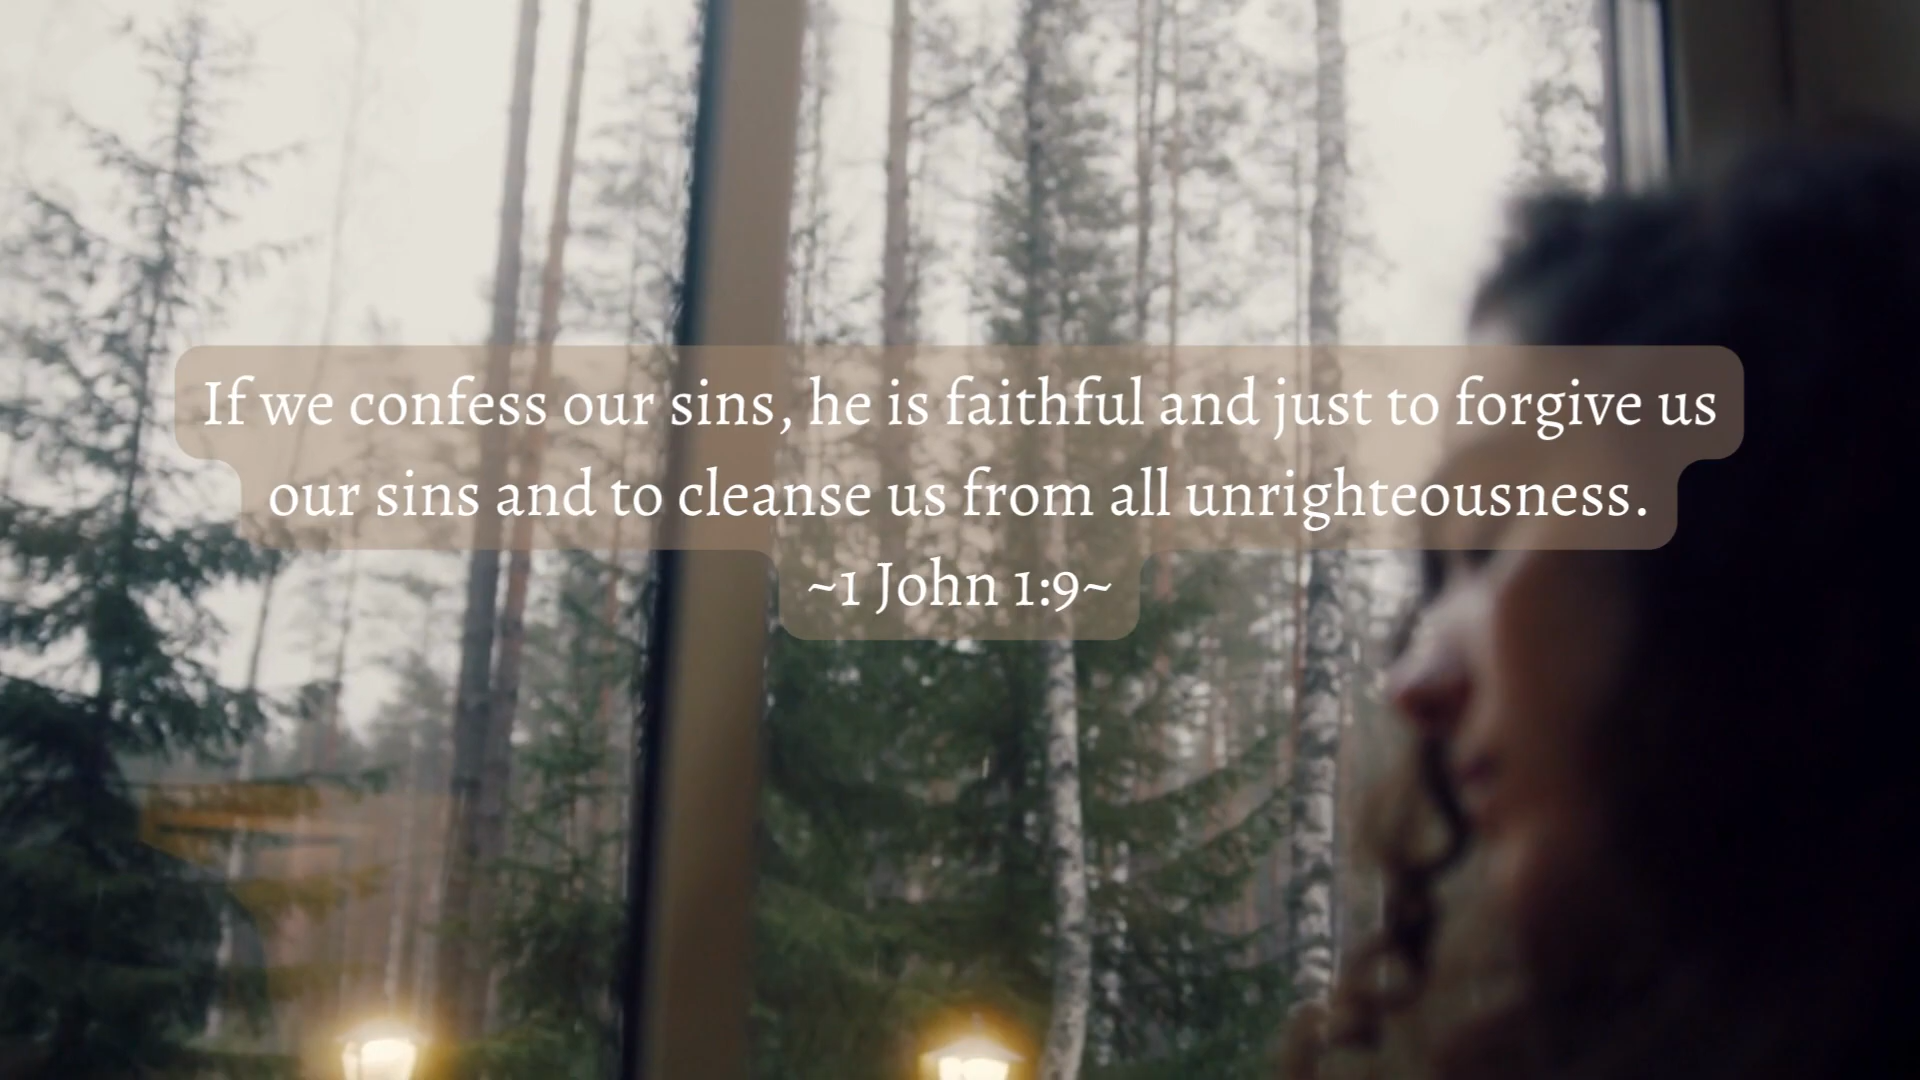 If we confess our sins, he is faithful and just to forgive us
our sins and to cleanse us from all unrighteousness.
~1 John 1:9~